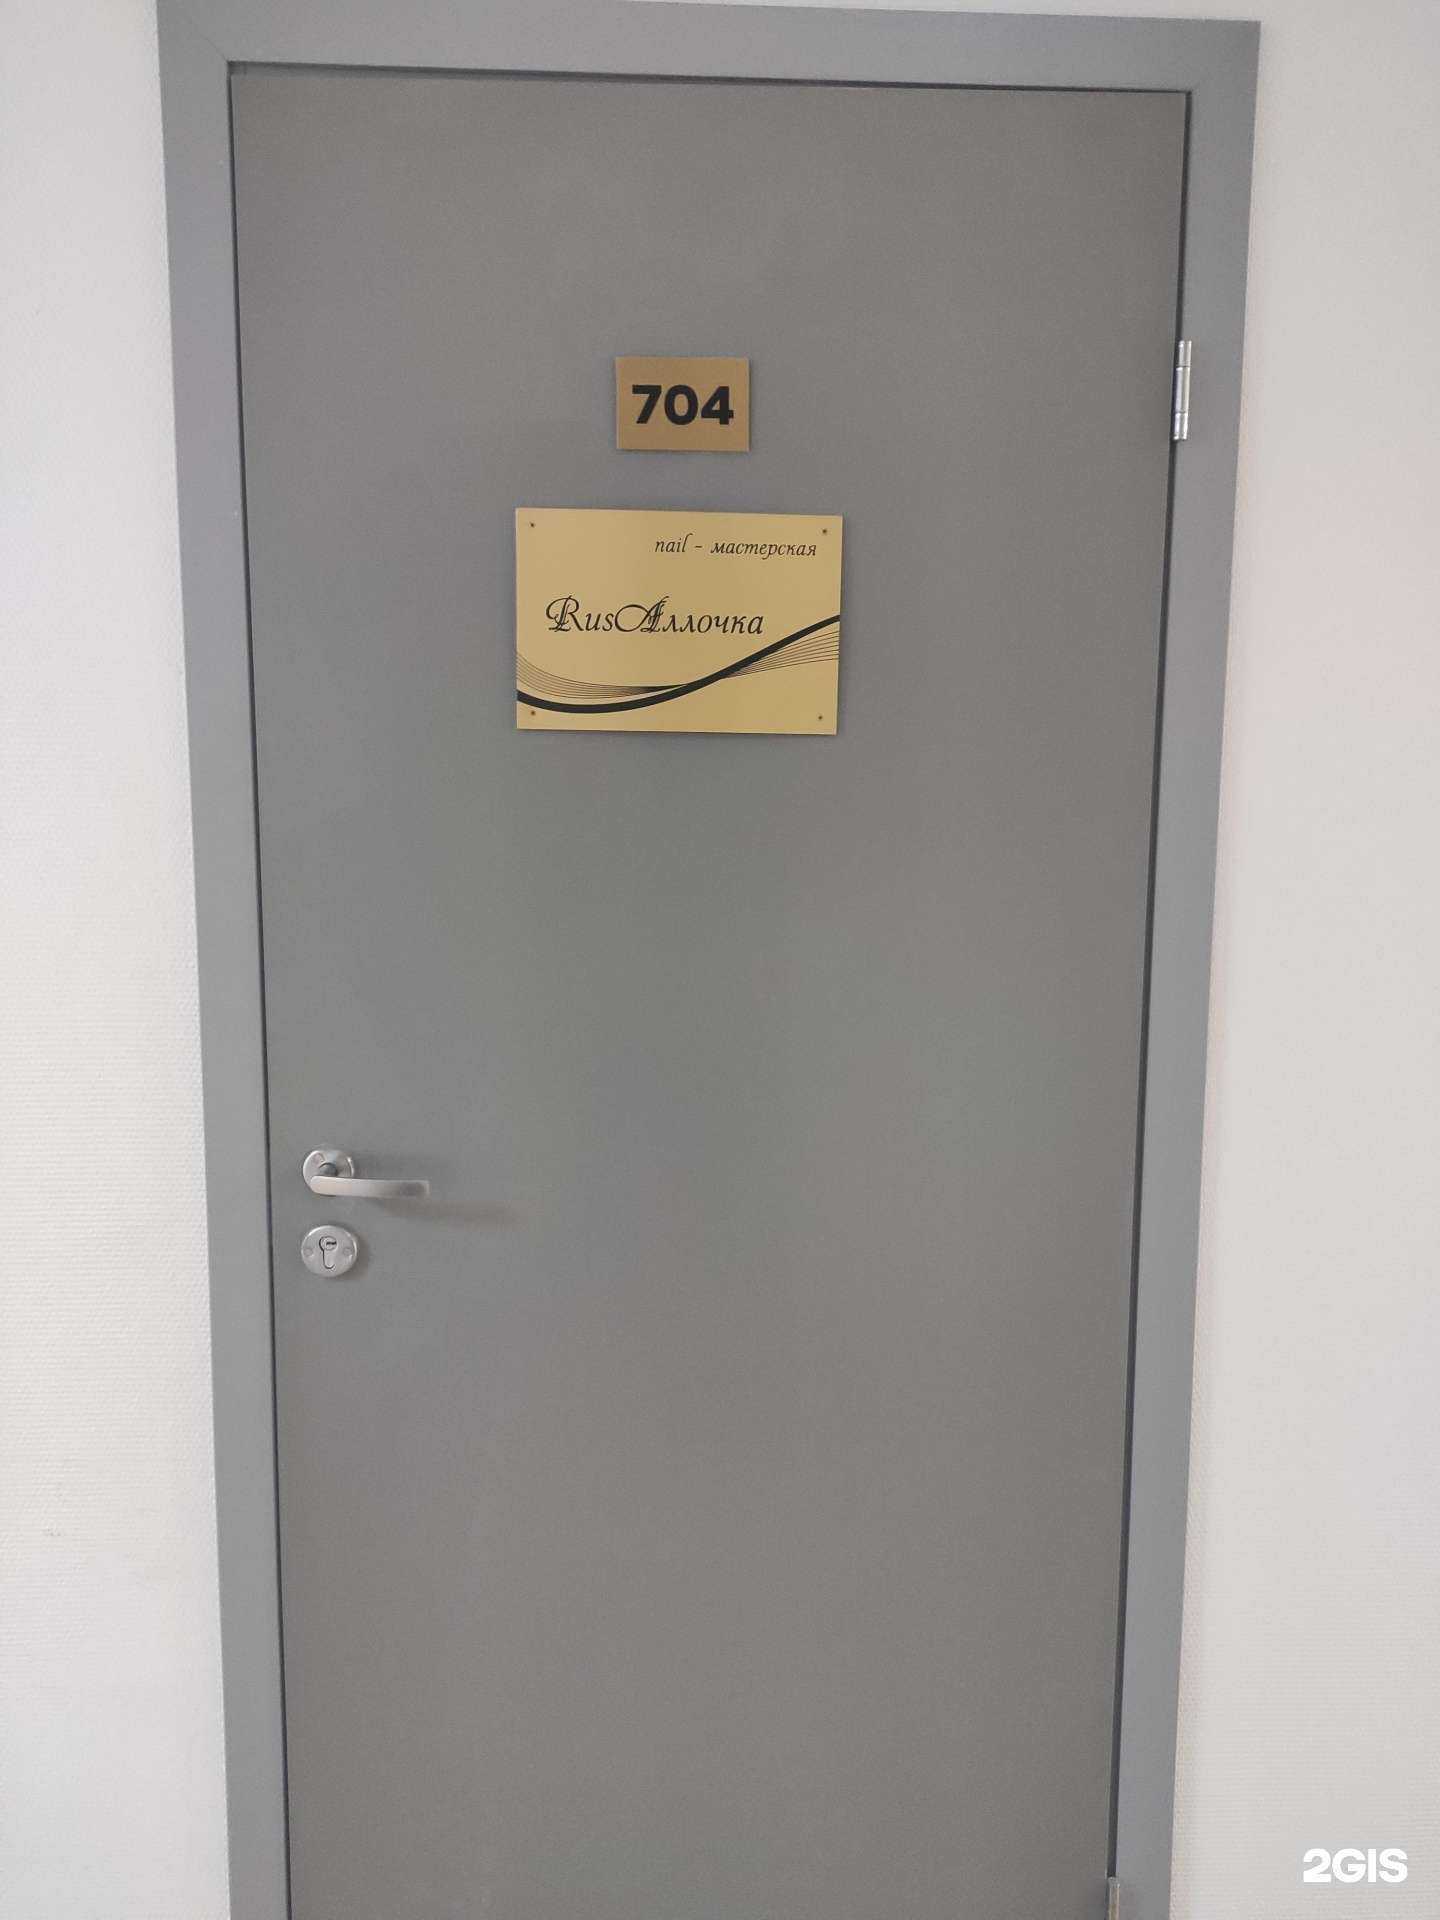 704
nail - мастерская
RusАллочка
2GIS